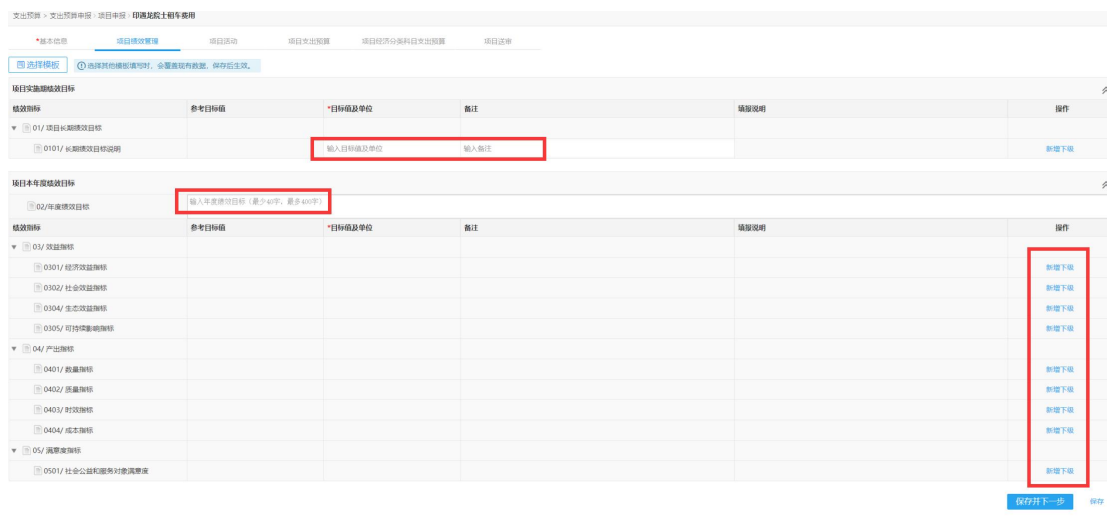 支出预算 > 支出预算申报 > 项目申报 > 印遇龙院士租车费用
*基本信息 项目绩效管理 项目活动 项目支出预算 项目经济分类科目支出预算 项目送审
选择模板 选择其他模板填写时，会覆盖现有数据，保存后生效。
项目实施期绩效目标
绩效指标 参考目标值 *目标值及单位 备注 填报说明 操作
01/ 项目长期绩效目标
0101/ 长期绩效目标说明 输入目标值及单位 输入备注 新增下级
项目本年度绩效目标
02/年度绩效目标 输入年度绩效目标（最少40字，最多400字）
绩效指标 参考目标值 *目标值及单位 备注 填报说明 操作
03/ 效益指标
0301/ 经济效益指标 新增下级
0302/ 社会效益指标 新增下级
0304/ 生态效益指标 新增下级
0305/ 可持续影响指标 新增下级
04/ 产出指标
0401/ 数量指标 新增下级
0402/ 质量指标 新增下级
0403/ 时效指标 新增下级
0404/ 成本指标 新增下级
05/ 满意度指标
0501/ 社会公益和服务对象满意度 新增下级
保存并下一步 保存